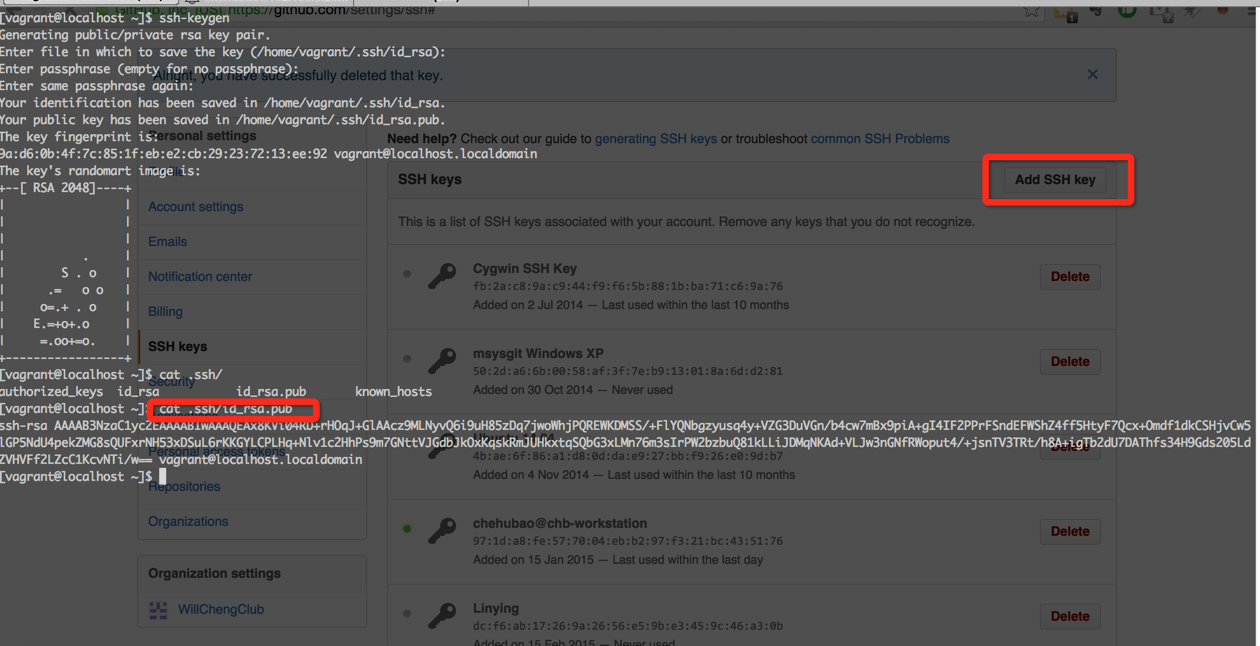 GitHub, Inc. [US] https://github.com/settings/ssh#
[vagrant@localhost ~]$ ssh-keygen
Generating public/private rsa key pair.
Enter file in which to save the key (/home/vagrant/.ssh/id_rsa):
Enter passphrase (empty for no passphrase):
Enter same passphrase again:
Your identification has been saved in /home/vagrant/.ssh/id_rsa.
Your public key has been saved in /home/vagrant/.ssh/id_rsa.pub.
The key fingerprint is:
9a:d6:0b:4f:7c:85:1f:eb:e2:cb:29:23:72:13:ee:92 vagrant@localhost.localdomain
The key's randomart image is:
+--[ RSA 2048]----+
|                 |
|                 |
|                 |
|          .      |
|       S . o     |
|      .=   o o   |
|     o=.+ . o    |
|    E.=+o+.o     |
|     =.oo+=o.    |
+-----------------+
[vagrant@localhost ~]$ cat .ssh/
authorized_keys id_rsa id_rsa.pub known_hosts
[vagrant@localhost ~]$ cat .ssh/id_rsa.pub
vagrant@localhost.localdomain
[vagrant@localhost ~]$
Alright, you have successfully deleted that key.
Personal settings
Profile
Account settings
Emails
Notification center
Billing
SSH keys
Security
Personal access tokens
Repositories
Organizations
Organization settings
WillChengClub
Need help? Check out our guide to generating SSH keys or troubleshoot common SSH Problems
SSH keys
Add SSH key
This is a list of SSH keys associated with your account. Remove any keys that you do not recognize.
Cygwin SSH Key
fb:2a:c8:9a:c9:44:f9:f6:5b:88:1b:ba:71:c6:9a:76
Added on 2 Jul 2014 — Last used within the last 10 months
Delete
msysgit Windows XP
50:2d:a6:6b:00:58:af:3f:7e:b9:13:01:8a:6d:d2:81
Added on 30 Oct 2014 — Never used
Delete
4b:ae:6f:86:a1:d8:0d:da:e9:27:bb:f9:26:e0:9d:b7
Added on 4 Nov 2014 — Last used within the last 10 months
Delete
chehubao@chb-workstation
97:1d:a8:fe:57:70:04:eb:b2:97:f3:21:bc:43:51:76
Added on 15 Jan 2015 — Last used within the last day
Delete
Linying
dc:f6:ab:17:26:9a:26:56:e5:9b:e3:45:9c:46:a3:0b
Added on 15 Feb 2015 — Never used
Delete